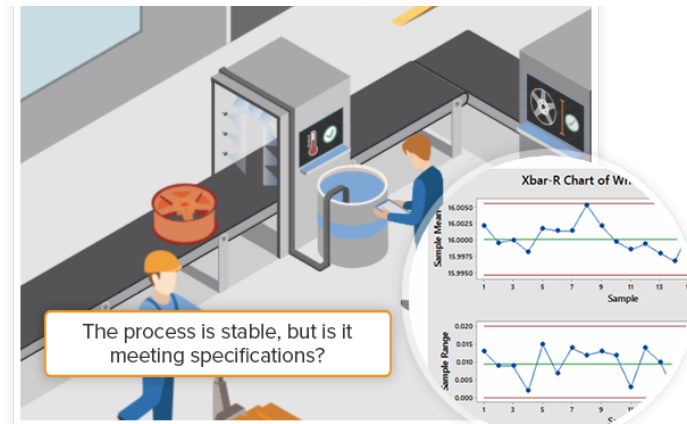 Xbar-R Chart of
Sample Mean
16.0050
16.0025
16.0000
15.9975
15.9950
1 3 5 7 9 11 13
Sample
The process is stable, but is it
meeting specifications?
Sample Range
0.020
0.015
0.010
0.005
0.000
1 3 5 7 9